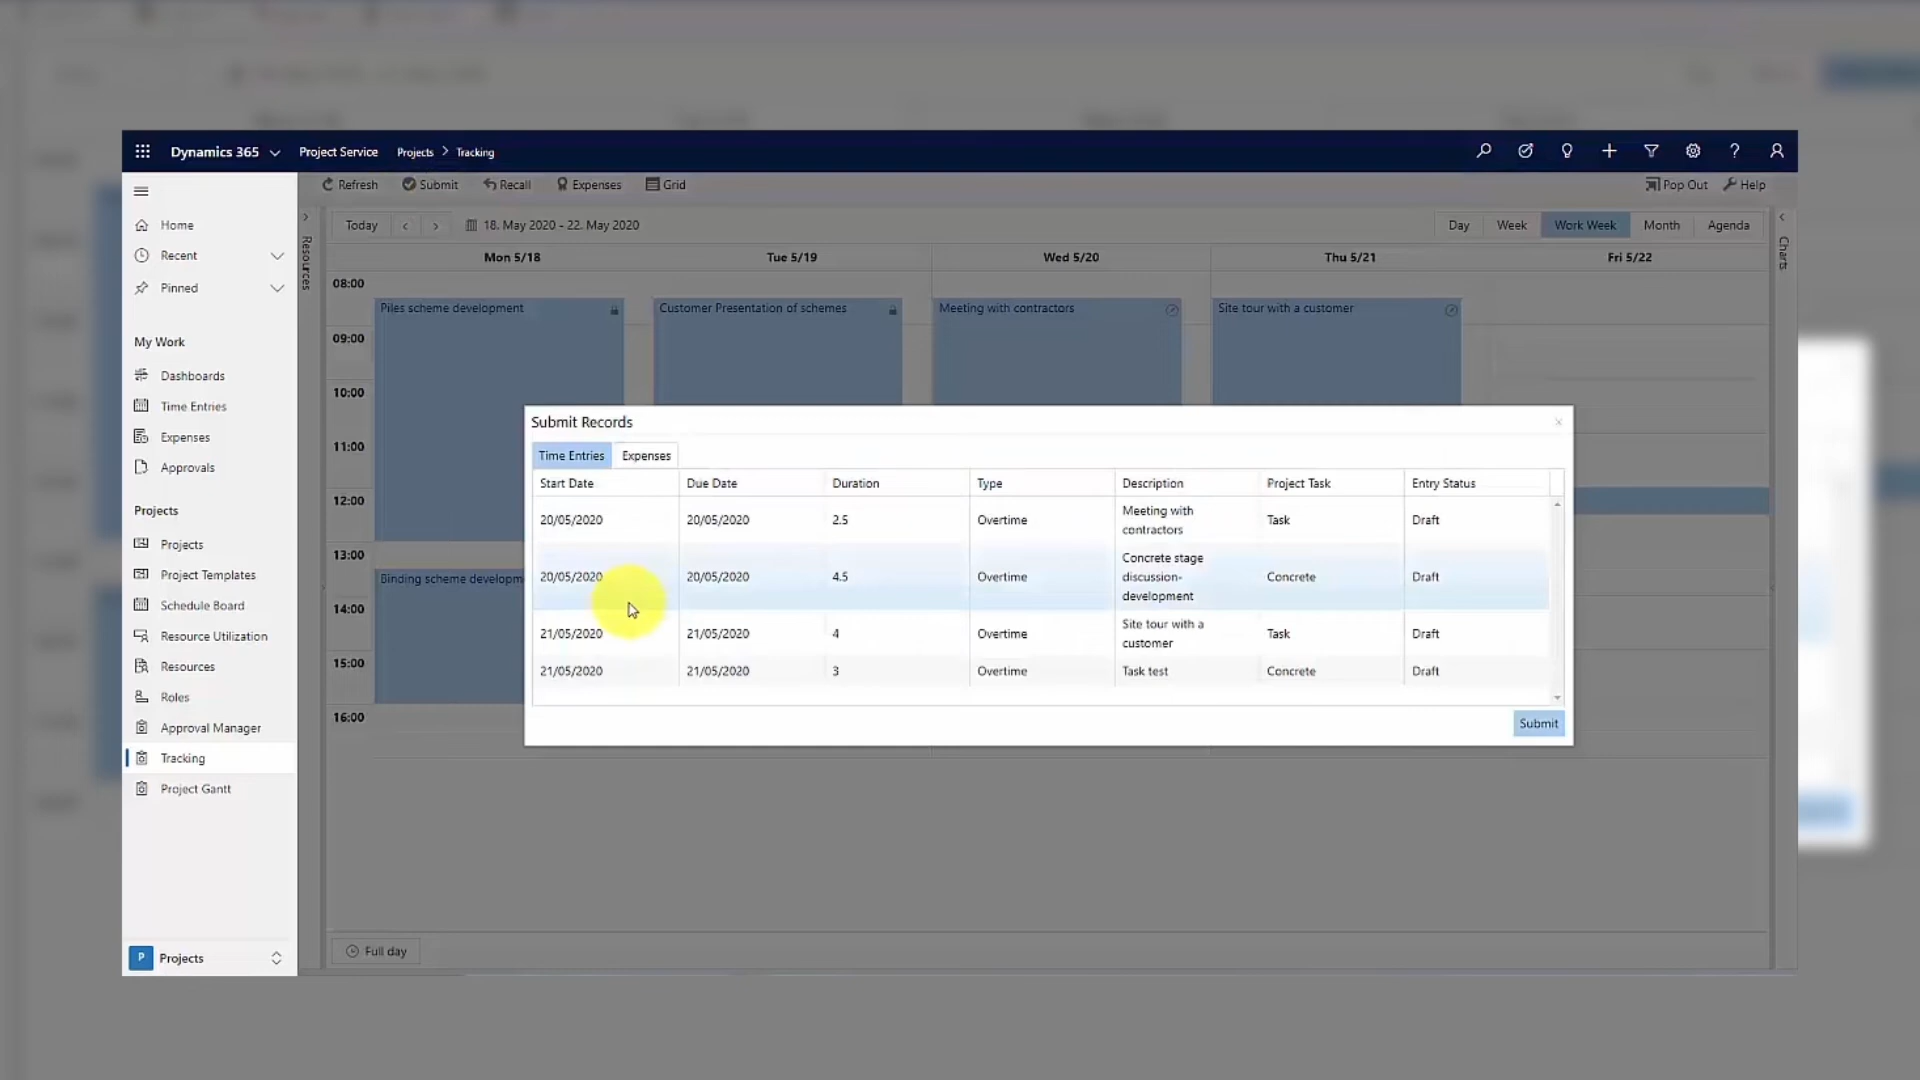 Dynamics 365 Project Service Projects > Tracking
Refresh Submit Recall Expenses Grid Pop Out Help
Home
Recent
Pinned
My Work
Dashboards
Time Entries
Expenses
Approvals
Projects
Projects
Project Templates
Schedule Board
Resource Utilization
Resources
Roles
Approval Manager
Tracking
Project Gantt
P Projects
Resources
Today < > 18. May 2020 - 22. May 2020 Day Week Work Week Month Agenda
Charts
Mon 5/18 Tue 5/19 Wed 5/20 Thu 5/21 Fri 5/22
08:00
Piles scheme development Customer Presentation of schemes Meeting with contractors Site tour with a customer
09:00
10:00
11:00
12:00
13:00
Binding scheme developm
14:00
15:00
16:00
Full day
Submit Records ×
Time Entries Expenses
Start Date Due Date Duration Type Description Project Task Entry Status
20/05/2020 20/05/2020 2.5 Overtime Meeting with
contractors Task Draft
20/05/2020 20/05/2020 4.5 Overtime Concrete stage
discussion-
development Concrete Draft
21/05/2020 21/05/2020 4 Overtime Site tour with a
customer Task Draft
21/05/2020 21/05/2020 3 Overtime Task test Concrete Draft
Submit